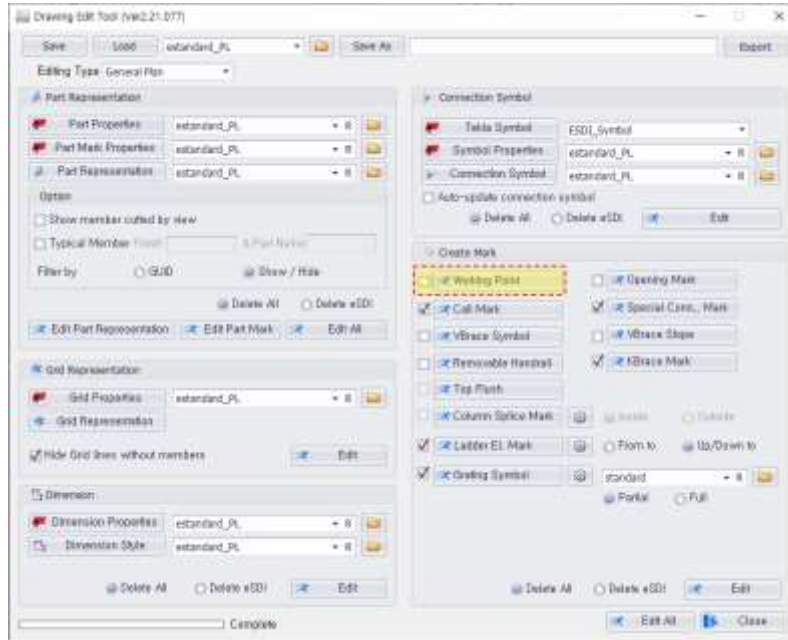 Drawing Edit Tool (Ver2.21.077)
Save Load estandard_PL Save As Export
Editing Type General Plan
Part Representation
Part Properties estandard_PL
Part Mark Properties estandard_PL
Part Representation estandard_PL
Option
Show member cutted by view
Typical Member & Part Name
Filter by GUID Show / Hide
Delete All Delete eSDI
Edit Part Representation Edit Part Mark Edit All
Grid Representation
Grid Properties estandard_PL
Grid Representation
Hide Grid lines without members Edit
Dimension
Dimension Properties estandard_PL
Dimension Style estandard_PL
Delete All Delete eSDI Edit
Complete
Connection Symbol
Tekla Symbol ESDI_Symbol
Symbol Properties estandard_PL
Connection Symbol estandard_PL
Auto-update connection symbol
Delete All Delete eSDI Edit
Create Mark
Working Point Opening Mark
Call Mark Special Conn,. Mark
VBrace Symbol VBrace Slope
Removable Handrail KBrace Mark
Top Flush
Column Splice Mark Inside Outside
Ladder El. Mark From to Up/Down to
Grating Symbol standard
Partial Full
Delete All Delete eSDI Edit
Edit All Close